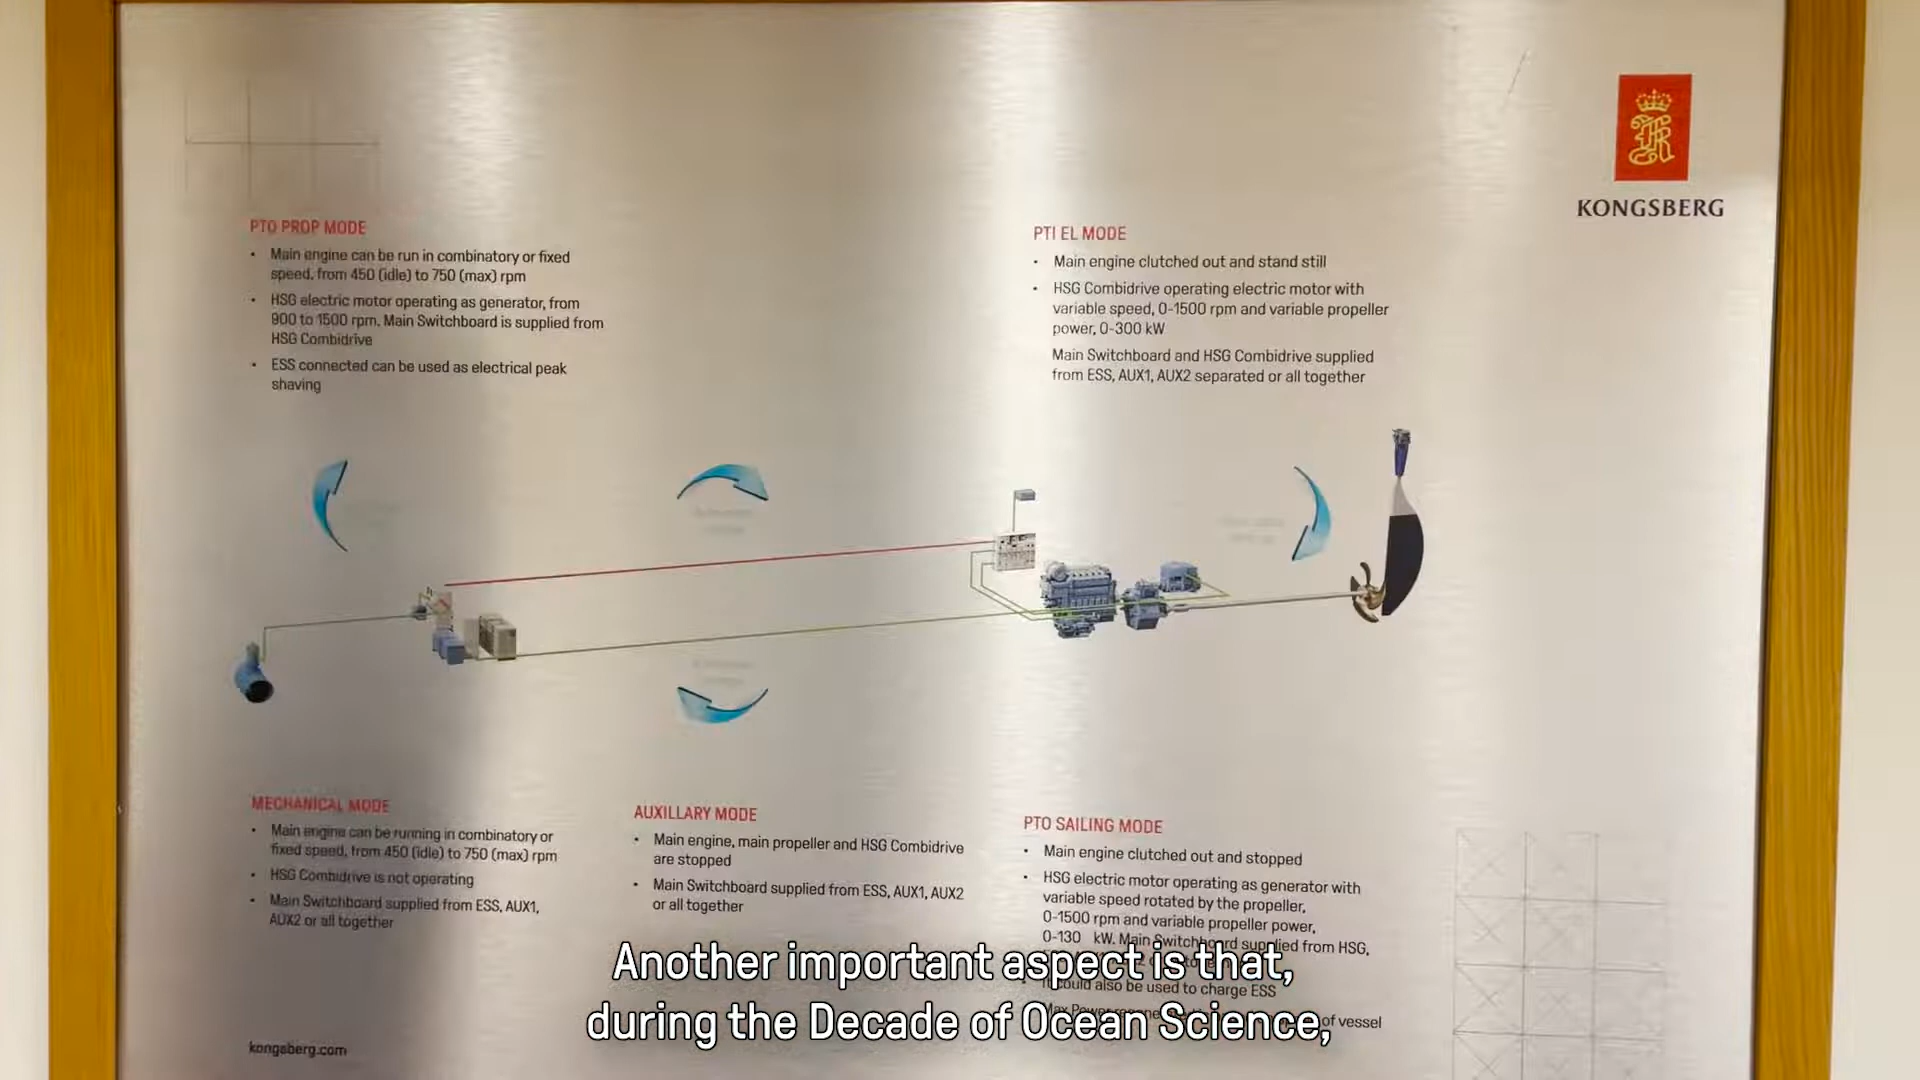 KONGSBERG
PTO PROP MODE
• Main engine can be run in combinatory or fixed
speed, from 450 (idle) to 750 (max) rpm
• HSG electric motor operating as generator, from
900 to 1500 rpm. Main Switchboard is supplied from
HSG Combidrive
• ESS connected can be used as electrical peak
shaving
PTI EL MODE
• Main engine clutched out and stand still
• HSG Combidrive operating electric motor with
variable speed, 0-1500 rpm and variable propeller
power, 0-300 kW
Main Switchboard and HSG Combidrive supplied
from ESS, AUX1, AUX2 separated or all together
MECHANICAL MODE
• Main engine can be running in combinatory or
fixed speed, from 450 (idle) to 750 (max) rpm
• HSG Combidrive is not operating
• Main Switchboard supplied from ESS, AUX1,
AUX2 or all together
AUXILLARY MODE
• Main engine, main propeller and HSG Combidrive
are stopped
• Main Switchboard supplied from ESS, AUX1, AUX2
or all together
PTO SAILING MODE
• Main engine clutched out and stopped
• HSG electric motor operating as generator with
variable speed rotated by the propeller,
0-1500 rpm and variable propeller power,
0-130 kW. Main Switchboard supplied from HSG,
could also be used to charge ESS
Max Power of vessel
kongsberg.com
Another important aspect is that,
during the Decade of Ocean Science,